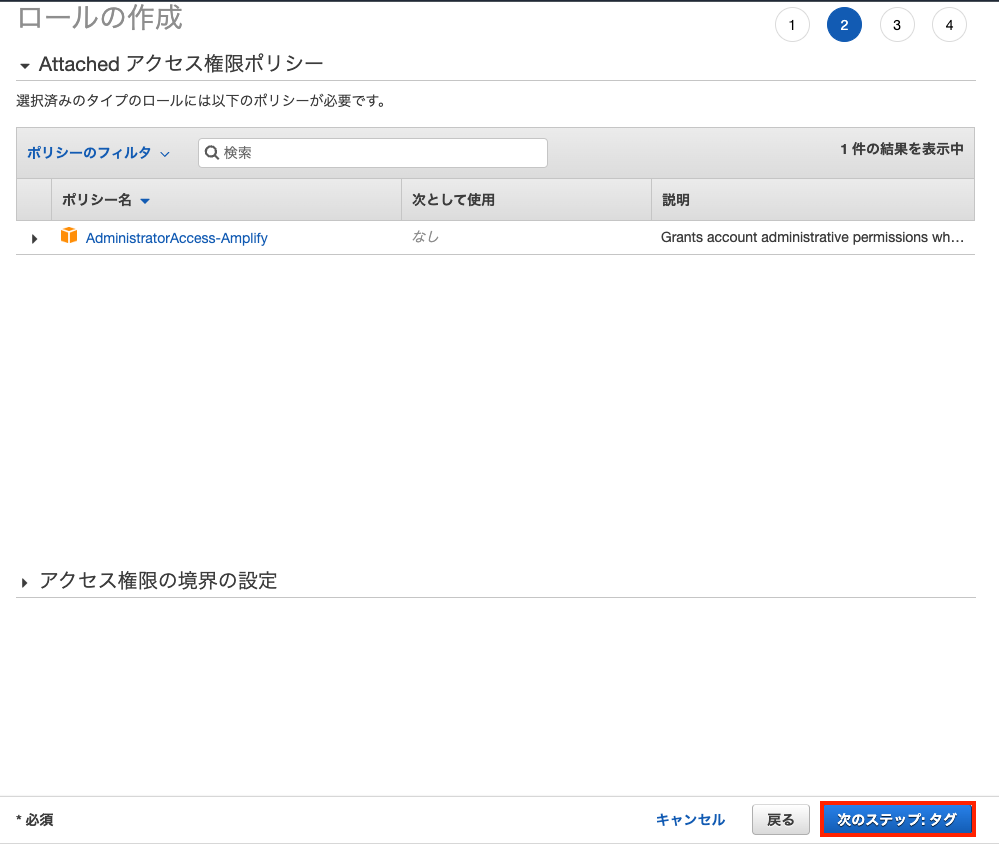 ロールの作成
1 2 3 4
Attached アクセス権限ポリシー
選択済みのタイプのロールには以下のポリシーが必要です。
ポリシーのフィルタ 検索 1 件の結果を表示中
ポリシー名 次として使用 説明
AdministratorAccess-Amplify なし Grants account administrative permissions wh…
アクセス権限の境界の設定
* 必須 キャンセル 戻る 次のステップ: タグ